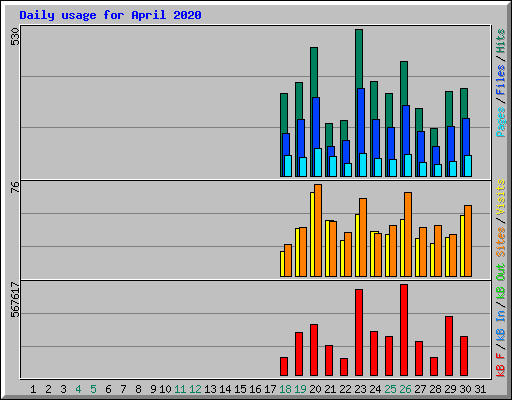 Daily usage for April 2020
530
Pages / Files / Hits
76
Sites / Visits
567617
kB F / kB In / kB Out
1 2 3 4 5 6 7 8 9 10 11 12 13 14 15 16 17 18 19 20 21 22 23 24 25 26 27 28 29 30 31